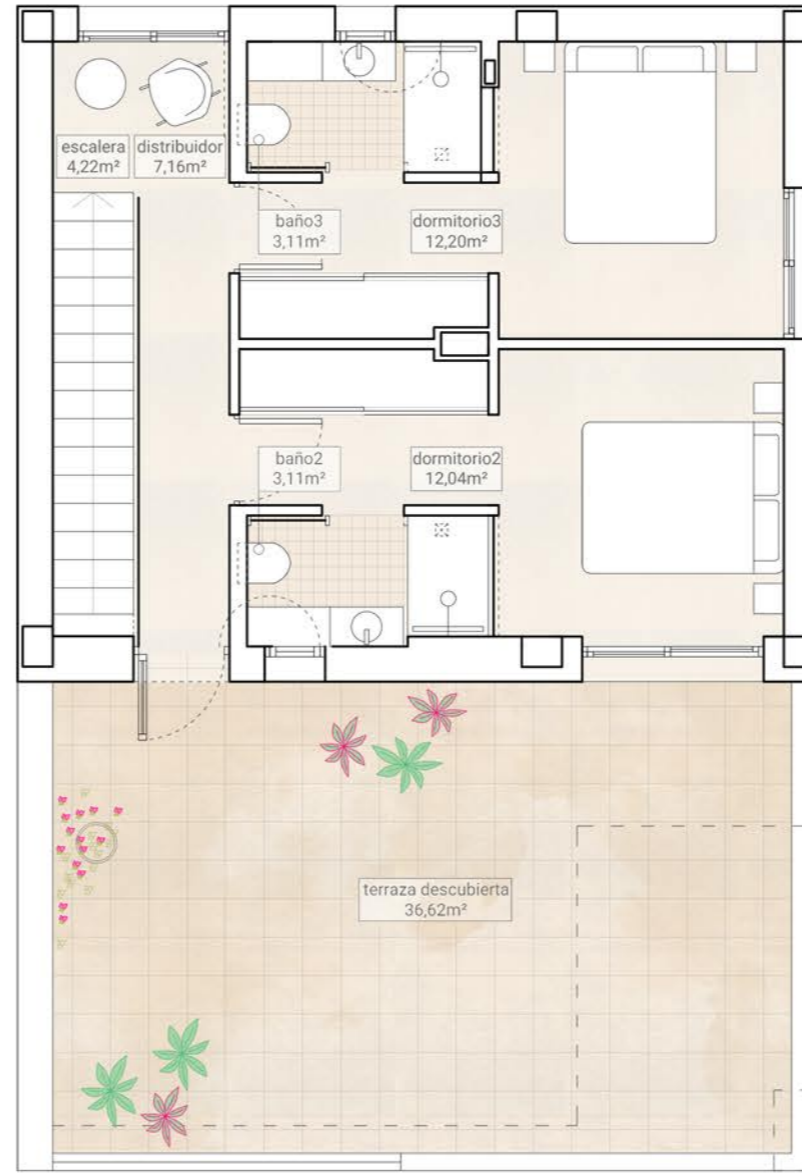 escalera
4,22m²
distribuidor
7,16m²
baño3
3,11m²
dormitorio3
12,20m²
baño2
3,11m²
dormitorio2
12,04m²
terraza descubierta
36,62m²